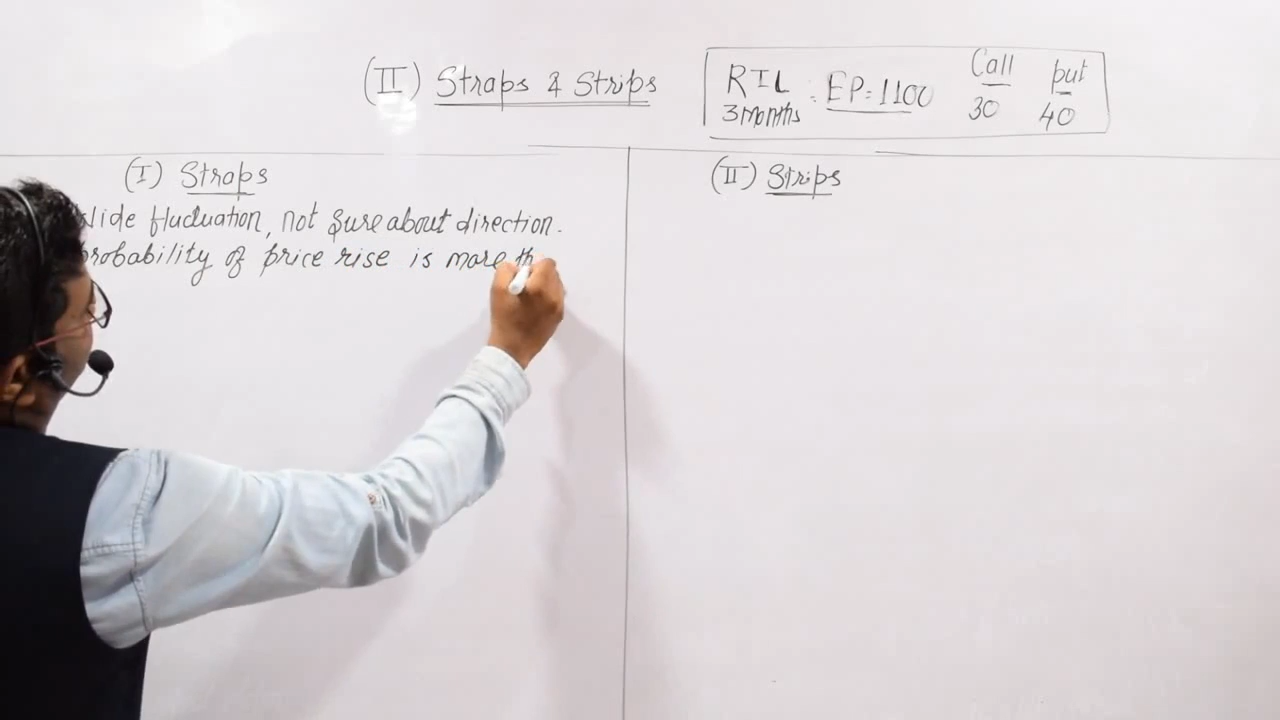 (II) Straps & Strips
RIL : EP = 1100 Call put
3 Months 30 40
(I) Straps
Wide fluctuation, not sure about direction.
probability of price rise is more th
(II) Strips